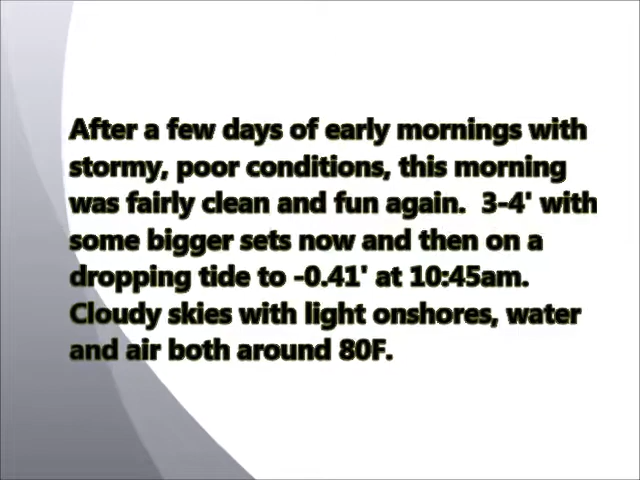 After a few days of early mornings with
stormy, poor conditions, this morning
was fairly clean and fun again.  3-4' with
some bigger sets now and then on a
dropping tide to -0.41' at 10:45am.
Cloudy skies with light onshores, water
and air both around 80F.